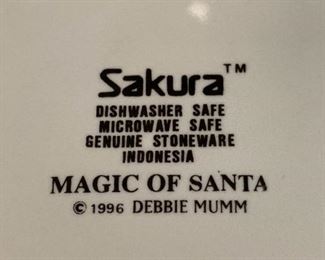 Sakura™
DISHWASHER SAFE
MICROWAVE SAFE
GENUINE STONEWARE
INDONESIA
MAGIC OF SANTA
© 1996 DEBBIE MUMM